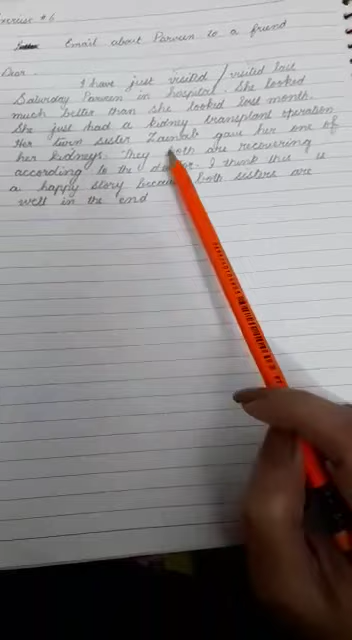 Exercise # 6
Email about Parveen to a friend
Dear.
I have just visited / visited last
Saturday Parveen in hospital. She looked
much better than she looked last month.
She just had a kidney transplant operation
Her twin sister Zainab gave her one of
her kidneys. They both are recovering
according to the doctor. I think this is
a happy story because both sisters are
well in the end